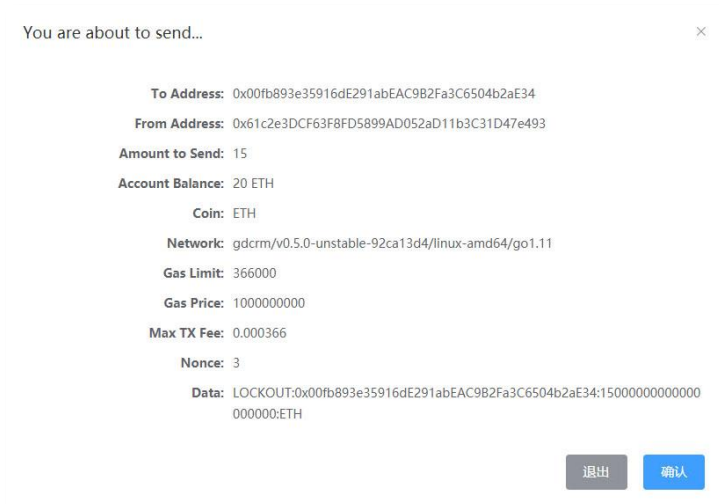 You are about to send...
×
To Address: 0x00fb893e35916dE291abEAC9B2Fa3C6504b2aE34
From Address: 0x61c2e3DCF63F8FD5899AD052aD11b3C31D47e493
Amount to Send: 15
Account Balance: 20 ETH
Coin: ETH
Network: gdcrm/v0.5.0-unstable-92ca13d4/linux-amd64/go1.11
Gas Limit: 366000
Gas Price: 1000000000
Max TX Fee: 0.000366
Nonce: 3
Data: LOCKOUT:0x00fb893e35916dE291abEAC9B2Fa3C6504b2aE34:15000000000000
000000:ETH
退出 确认